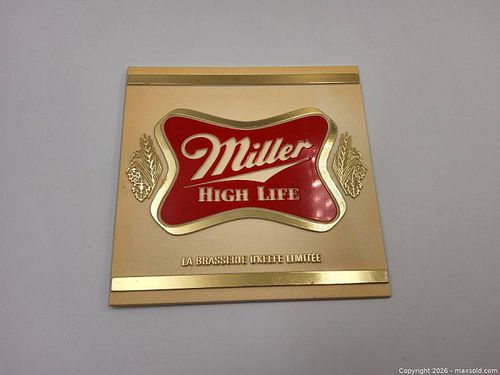 Miller
HIGH LIFE
LA BRASSERIE O'KEEFE LIMITÉE
Copyright 2026 - maxsold.com